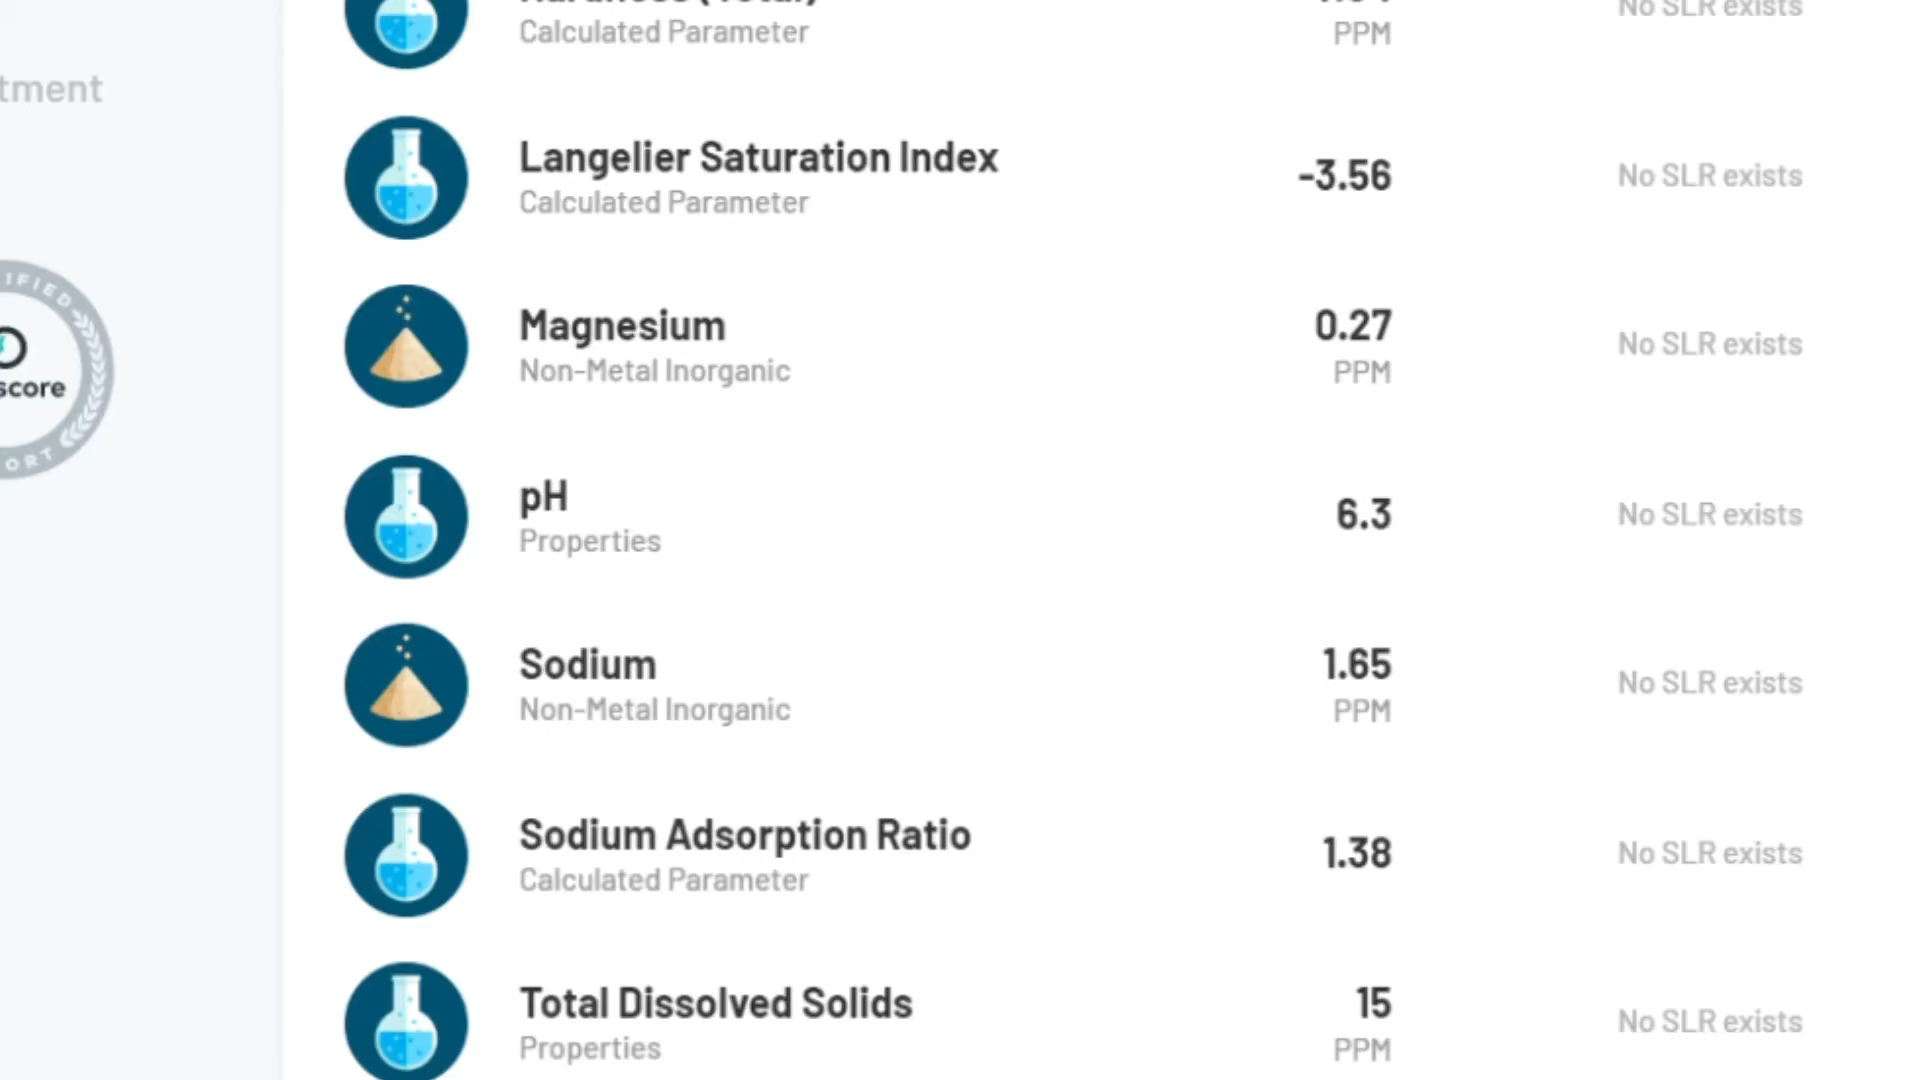 Calculated Parameter
PPM
No SLR exists
tment
Langelier Saturation Index
Calculated Parameter
-3.56
No SLR exists
Magnesium
Non-Metal Inorganic
0.27
PPM
No SLR exists
IFIED
score
ORT
pH
Properties
6.3
No SLR exists
Sodium
Non-Metal Inorganic
1.65
PPM
No SLR exists
Sodium Adsorption Ratio
Calculated Parameter
1.38
No SLR exists
Total Dissolved Solids
Properties
15
PPM
No SLR exists